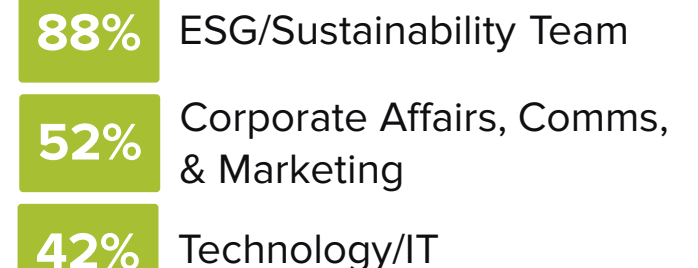 88% ESG/Sustainability Team
52% Corporate Affairs, Comms,
& Marketing
42% Technology/IT